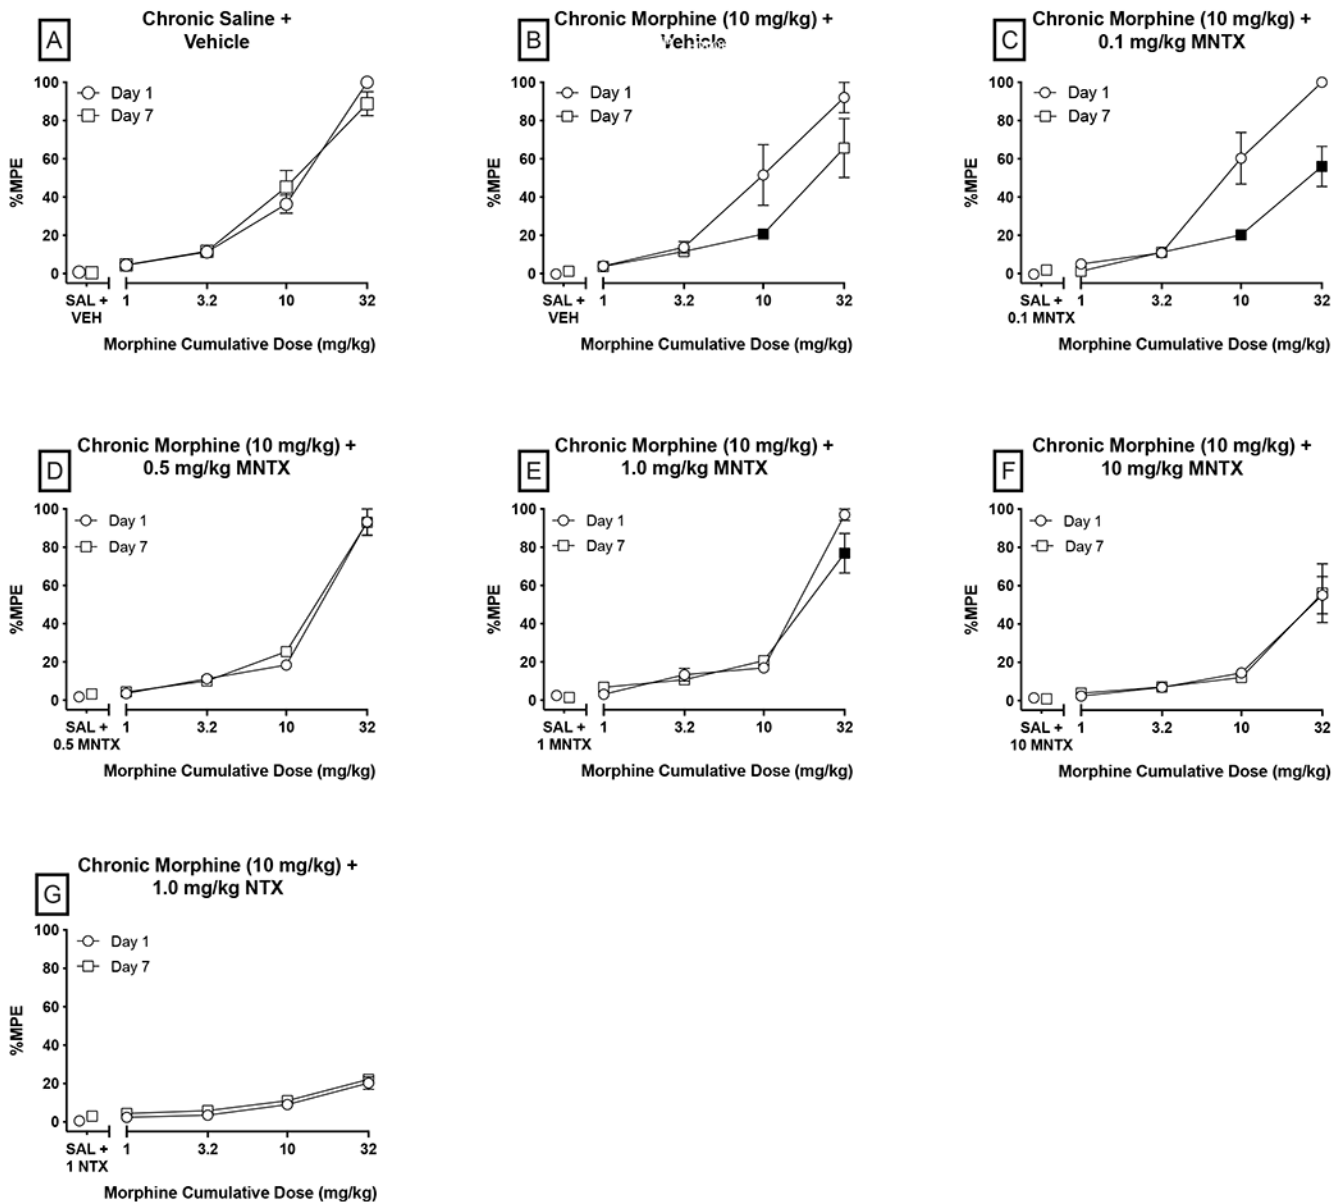 A
Chronic Saline +
Vehicle
100
80
60
40
20
0
%MPE
Day 1
Day 7
SAL +
VEH
1
3.2
10
32
Morphine Cumulative Dose (mg/kg)
B
Chronic Morphine (10 mg/kg) +
Vehicle
100
80
60
40
20
0
%MPE
Day 1
Day 7
SAL +
VEH
1
3.2
10
32
Morphine Cumulative Dose (mg/kg)
C
Chronic Morphine (10 mg/kg) +
0.1 mg/kg MNTX
100
80
60
40
20
0
%MPE
Day 1
Day 7
SAL +
0.1 MNTX
1
3.2
10
32
Morphine Cumulative Dose (mg/kg)
D
Chronic Morphine (10 mg/kg) +
0.5 mg/kg MNTX
100
80
60
40
20
0
%MPE
Day 1
Day 7
SAL +
0.5 MNTX
1
3.2
10
32
Morphine Cumulative Dose (mg/kg)
E
Chronic Morphine (10 mg/kg) +
1.0 mg/kg MNTX
100
80
60
40
20
0
%MPE
Day 1
Day 7
SAL +
1 MNTX
1
3.2
10
32
Morphine Cumulative Dose (mg/kg)
F
Chronic Morphine (10 mg/kg) +
10 mg/kg MNTX
100
80
60
40
20
0
%MPE
Day 1
Day 7
SAL +
10 MNTX
1
3.2
10
32
Morphine Cumulative Dose (mg/kg)
G
Chronic Morphine (10 mg/kg) +
1.0 mg/kg NTX
100
80
60
40
20
0
%MPE
Day 1
Day 7
SAL +
1 NTX
1
3.2
10
32
Morphine Cumulative Dose (mg/kg)